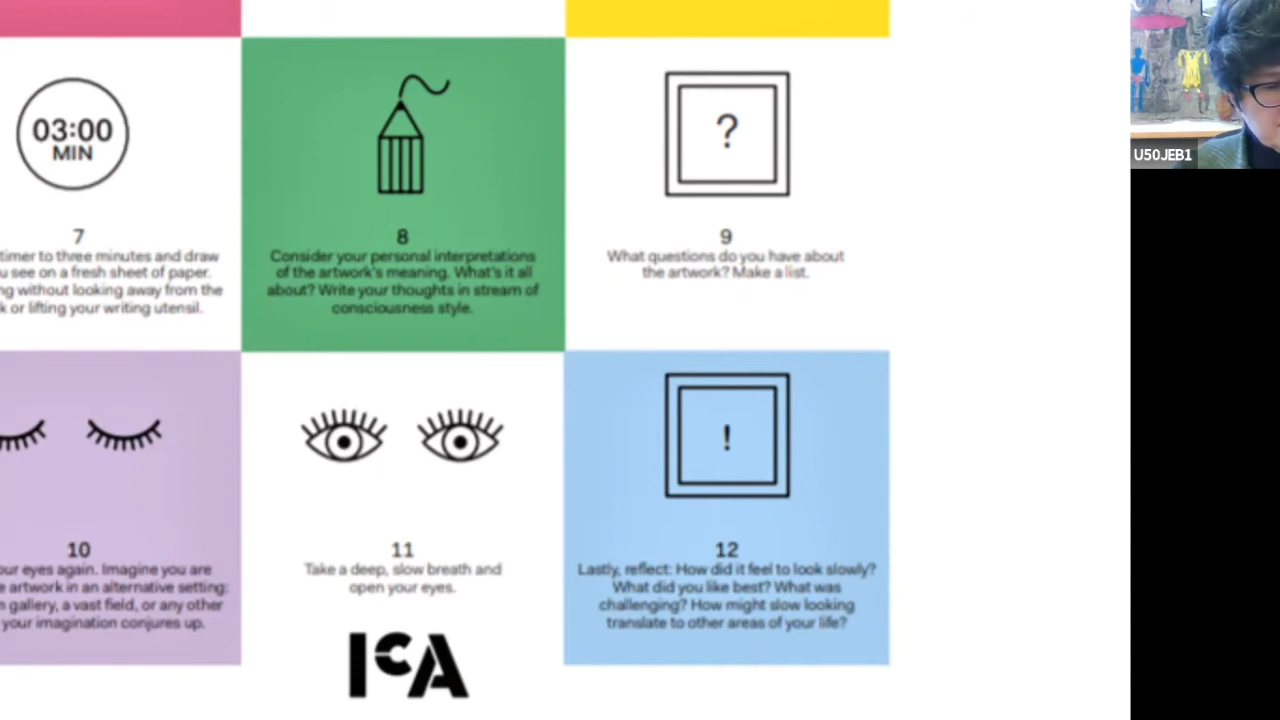 03:00
MIN
7
timer to three minutes and draw
see on a fresh sheet of paper.
without looking away from the
or lifting your writing utensil.
8
Consider your personal interpretations
of the artwork's meaning. What's it all
about? Write your thoughts in stream of
consciousness style.
?
9
What questions do you have about
the artwork? Make a list.
10
eyes again. Imagine you are
artwork in an alternative setting:
gallery, a vast field, or any other
your imagination conjures up.
11
Take a deep, slow breath and
open your eyes.
!
12
Lastly, reflect: How did it feel to look slowly?
What did you like best? What was
challenging? How might slow looking
translate to other areas of your life?
ICA
U50JEB1